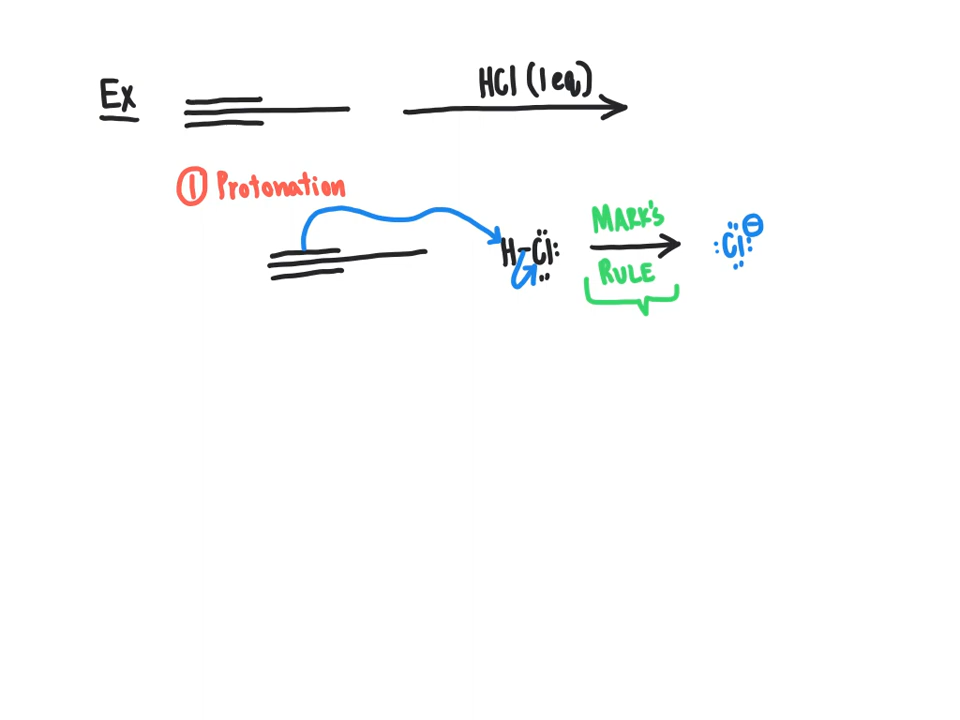 Ex
HCl (1 eq)
① Protonation
H-Cl
MARK'S
RULE
Cl⊖